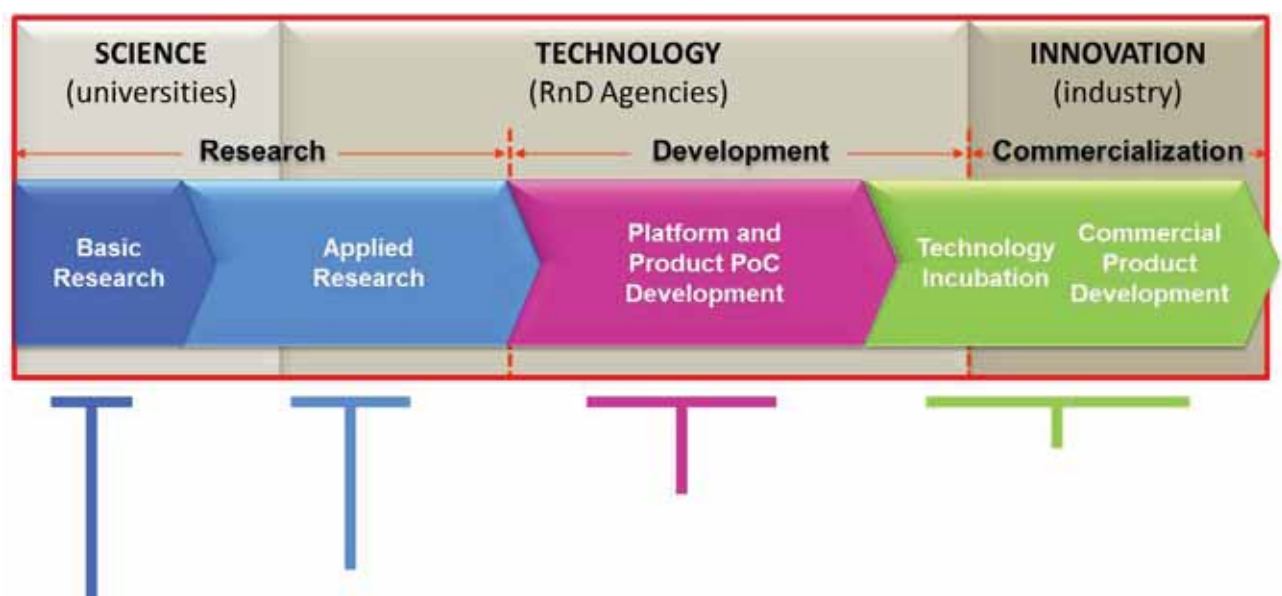 SCIENCE
(universities)
TECHNOLOGY
(RnD Agencies)
INNOVATION
(industry)
Research
Development
Commercialization
Basic
Research
Applied
Research
Platform and
Product PoC
Development
Technology
Incubation
Commercial
Product
Development